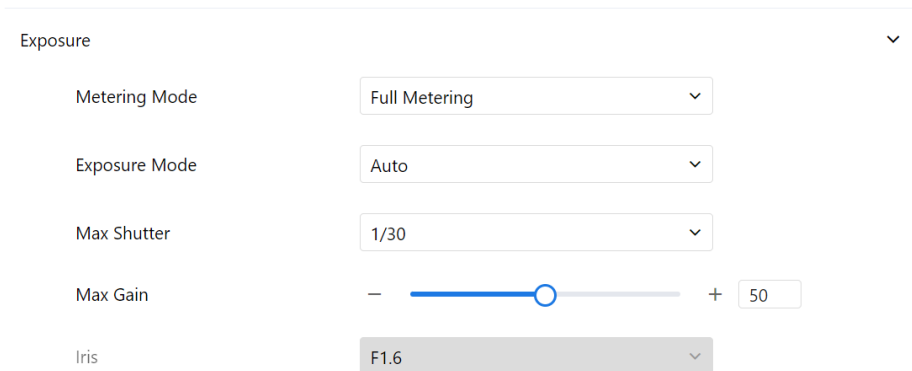 Exposure
Metering Mode Full Metering
Exposure Mode Auto
Max Shutter 1/30
Max Gain − + 50
Iris F1.6